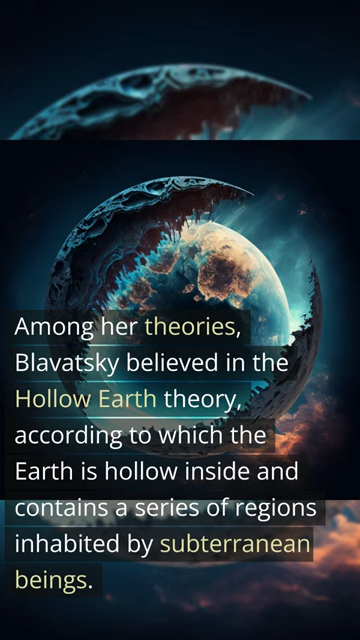 Among her theories,
Blavatsky believed in the
Hollow Earth theory,
according to which the
Earth is hollow inside and
contains a series of regions
inhabited by subterranean
beings.